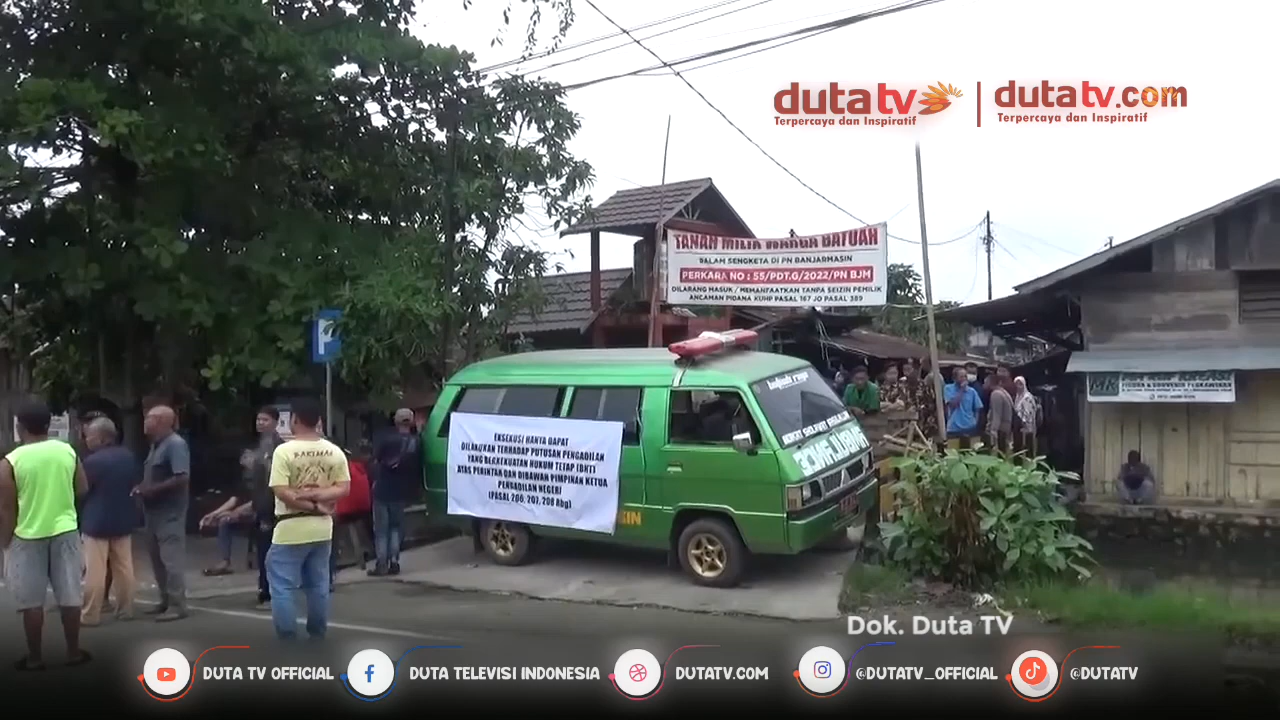 dutatv
Terpercaya dan Inspiratif
dutatv.com
Terpercaya dan Inspiratif
TANAH MILIK WARGA BATUAH
DALAM SENGKETA DI PN BANJARMASIN
PERKARA NO : 55/PDT.G/2022/PN BJM
DILARANG MASUK / MEMANFAATKAN TANPA SEIZIN PEMILIK
ANCAMAN PIDANA KUHP PASAL 167 JO PASAL 389
EKSEKUSI HANYA DAPAT
DILAKUKAN TERHADAP PUTUSAN PENGADILAN
YANG BERKEKUATAN HUKUM TETAP (BHT)
ATAS PERINTAH DAN DIBAWAH PIMPINAN KETUA
PENGADILAN NEGERI
(PASAL 206, 207, 208 Rbg)
AMBULANCE
Dok. Duta TV
DUTA TV OFFICIAL
DUTA TELEVISI INDONESIA
DUTATV.COM
@DUTATV_OFFICIAL
@DUTATV